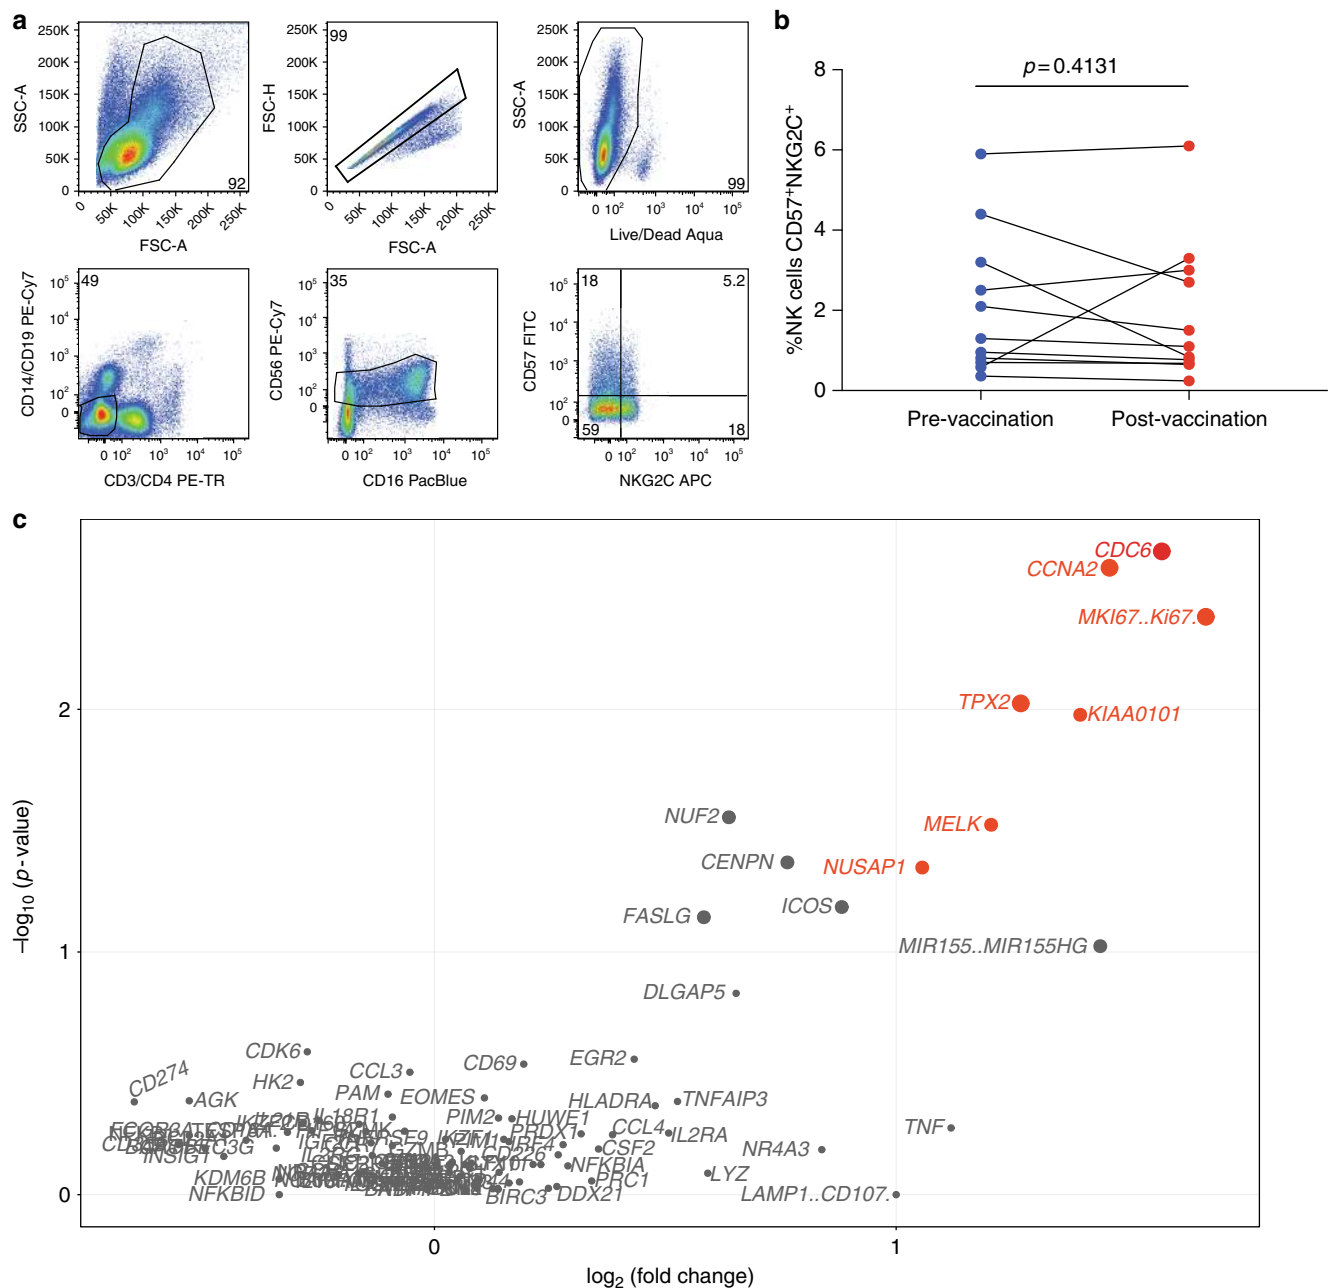 a
250K
200K
150K
100K
50K
0
SSC-A
92
0
50K
100K
150K
200K
250K
FSC-A
99
250K
200K
150K
100K
50K
0
FSC-H
0
50K
100K
150K
200K
250K
FSC-A
250K
200K
150K
100K
50K
0
SSC-A
99
0 10² 10³ 10⁴ 10⁵
Live/Dead Aqua
49
10⁵
10⁴
10³
10²
0
CD14/CD19 PE-Cy7
0 10² 10³ 10⁴ 10⁵
CD3/CD4 PE-TR
35
10⁵
10⁴
10³
10²
0
CD56 PE-Cy7
0 10² 10³ 10⁴ 10⁵
CD16 PacBlue
18
5.2
59
18
10⁵
10⁴
10³
10²
0
CD57 FITC
0 10² 10³ 10⁴ 10⁵
NKG2C APC
b
p=0.4131
8
6
4
2
0
%NK cells CD57⁺NKG2C⁺
Pre-vaccination
Post-vaccination
c
CDC6
CCNA2
MKI67..Ki67.
TPX2
KIAA0101
NUF2
MELK
CENPN
NUSAP1
ICOS
FASLG
MIR155..MIR155HG
DLGAP5
CDK6
CD69
EGR2
CCL3
HK2
CD274
AGK
PAM
EOMES
HLADRA
TNFAIP3
IL18R1
PIM2
HUWE1
PRDX1
CCL4
IL2RA
TNF
IRF4
CSF2
NR4A3
CD226
GZMB
INSIG1
NFKBIA
KDM6B
PRC1
LYZ
NFKBID
BIRC3
DDX21
LAMP1..CD107.
2
1
0
–log₁₀ (p-value)
0
1
log₂ (fold change)